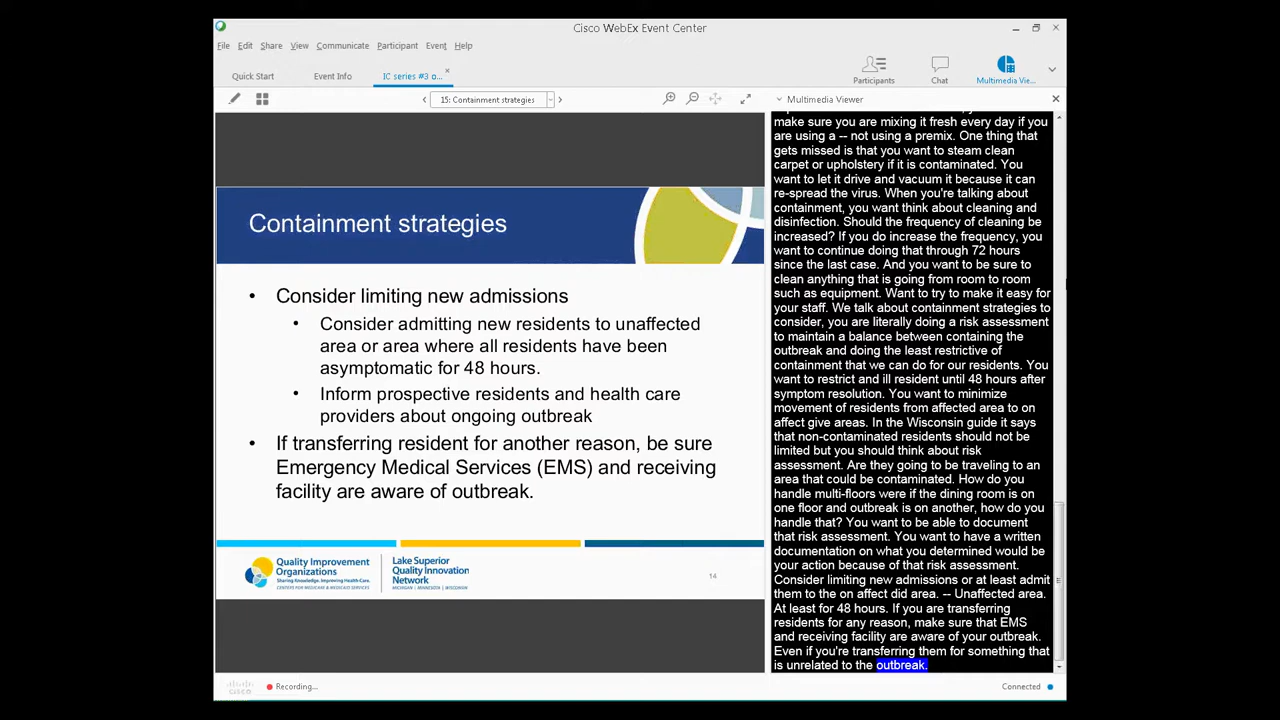 Cisco WebEx Event Center
File Edit Share View Communicate Participant Event Help
Quick Start Event Info IC series #3 o...
Participants Chat Multimedia Vie...
15: Containment strategies
Multimedia Viewer
Containment strategies
• Consider limiting new admissions
• Consider admitting new residents to unaffected
area or area where all residents have been
asymptomatic for 48 hours.
• Inform prospective residents and health care
providers about ongoing outbreak
• If transferring resident for another reason, be sure
Emergency Medical Services (EMS) and receiving
facility are aware of outbreak.
Quality Improvement
Organizations
Sharing Knowledge. Improving Health Care.
CENTERS FOR MEDICARE & MEDICAID SERVICES
Lake Superior
Quality Innovation
Network
MICHIGAN | MINNESOTA | WISCONSIN
14
make sure you are mixing it fresh every day if you
are using a -- not using a premix. One thing that
gets missed is that you want to steam clean
carpet or upholstery if it is contaminated. You
want to let it drive and vacuum it because it can
re-spread the virus. When you're talking about
containment, you want think about cleaning and
disinfection. Should the frequency of cleaning be
increased? If you do increase the frequency, you
want to continue doing that through 72 hours
since the last case. And you want to be sure to
clean anything that is going from room to room
such as equipment. Want to try to make it easy for
your staff. We talk about containment strategies to
consider, you are literally doing a risk assessment
to maintain a balance between containing the
outbreak and doing the least restrictive of
containment that we can do for our residents. You
want to restrict and ill resident until 48 hours after
symptom resolution. You want to minimize
movement of residents from affected area to on
affect give areas. In the Wisconsin guide it says
that non-contaminated residents should not be
limited but you should think about risk
assessment. Are they going to be traveling to an
area that could be contaminated. How do you
handle multi-floors were if the dining room is on
one floor and outbreak is on another, how do you
handle that? You want to be able to document
that risk assessment. You want to have a written
documentation on what you determined would be
your action because of that risk assessment.
Consider limiting new admissions or at least admit
them to the on affect did area. -- Unaffected area.
At least for 48 hours. If you are transferring
residents for any reason, make sure that EMS
and receiving facility are aware of your outbreak.
Even if you're transferring them for something that
is unrelated to the outbreak.
cisco
Recording...
Connected